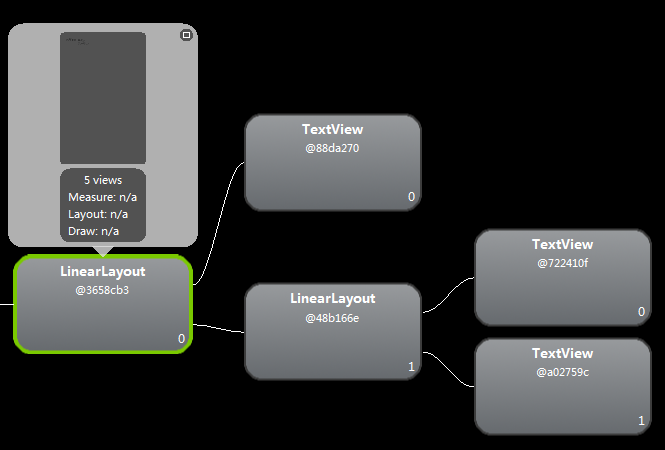 5 views
Measure: n/a
Layout: n/a
Draw: n/a
LinearLayout
@3658cb3
0
TextView
@88da270
0
LinearLayout
@48b166e
1
TextView
@722410f
0
TextView
@a02759c
1